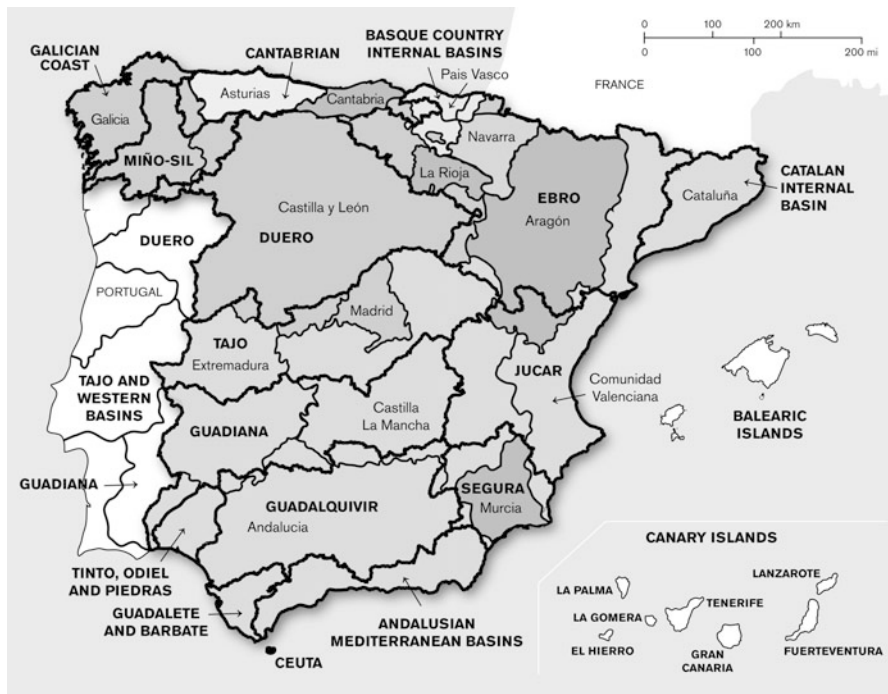 0 100 200 km
0 100 200 mi
FRANCE
GALICIAN
COAST
CANTABRIAN
BASQUE COUNTRY
INTERNAL BASINS
Pais Vasco
Asturias
Cantabria
Galicia
Navarra
MIÑO-SIL
La Rioja
CATALAN
INTERNAL
BASIN
Cataluña
EBRO
Aragón
Castilla y León
DUERO
DUERO
PORTUGAL
Madrid
TAJO
Extremadura
JUCAR
Comunidad
Valenciana
TAJO AND
WESTERN
BASINS
Castilla
La Mancha
BALEARIC
ISLANDS
GUADIANA
GUADIANA
SEGURA
Murcia
GUADALQUIVIR
Andalucia
TINTO, ODIEL
AND PIEDRAS
GUADALETE
AND BARBATE
ANDALUSIAN
MEDITERRANEAN BASINS
CEUTA
CANARY ISLANDS
LA PALMA
LANZAROTE
TENERIFE
LA GOMERA
EL HIERRO
GRAN
CANARIA
FUERTEVENTURA